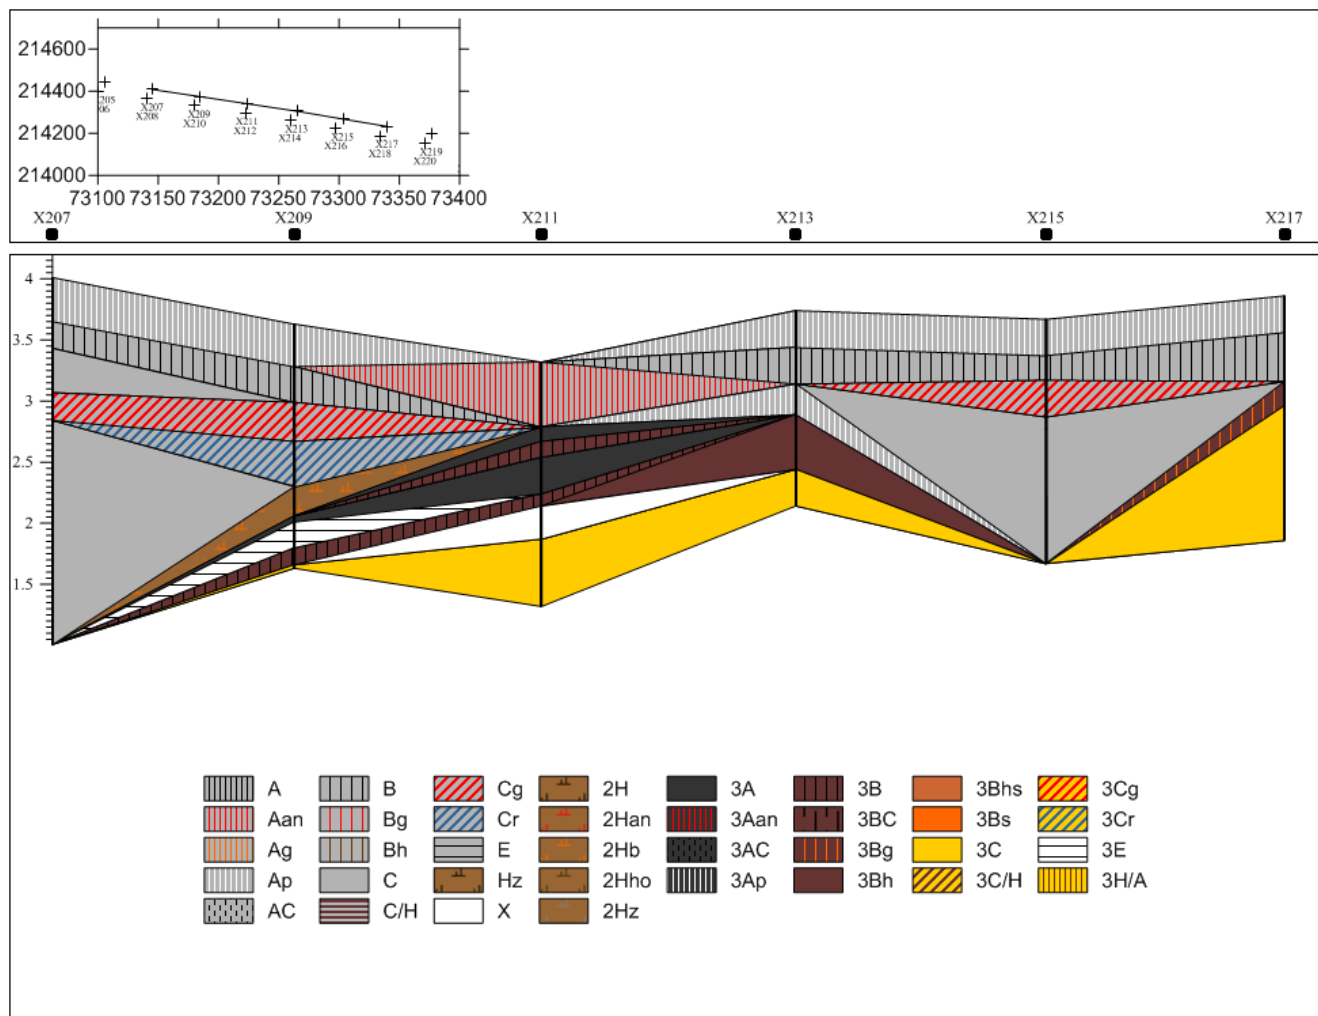 214600
214400
214200
214000
205
06
X207
X208
X209
X210
X211
X212
X213
X214
X215
X216
X217
X218
X219
X220
73100 73150 73200 73250 73300 73350 73400
X207 X209 X211 X213 X215 X217
4
3.5
3
2.5
2
1.5
A B Cg 2H 3A 3B 3Bhs 3Cg
Aan Bg Cr 2Han 3Aan 3BC 3Bs 3Cr
Ag Bh E 2Hb 3AC 3Bg 3C 3E
Ap C Hz 2Hho 3Ap 3Bh 3C/H 3H/A
AC C/H X 2Hz